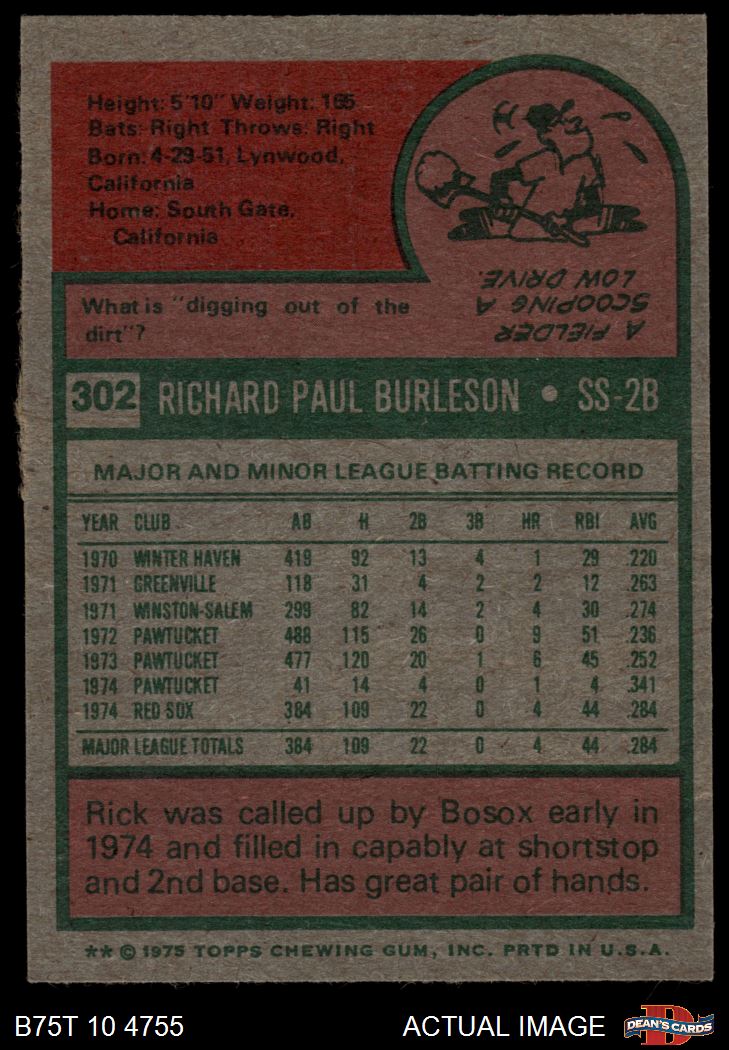 Height: 5'10" Weight: 165
Bats: Right Throws: Right
Born: 4-29-51, Lynwood,
California
Home: South Gate,
California
What is "digging out of the
dirt"?
A FIELDER
SCOOPING A
LOW DRIVE.
302 RICHARD PAUL BURLESON • SS-2B
MAJOR AND MINOR LEAGUE BATTING RECORD
YEAR CLUB AB H 2B 3B HR RBI AVG
1970 WINTER HAVEN 419 92 13 4 1 29 .220
1971 GREENVILLE 118 31 4 2 2 12 .263
1971 WINSTON-SALEM 299 82 14 2 4 30 .274
1972 PAWTUCKET 488 115 26 0 9 51 .236
1973 PAWTUCKET 477 120 20 1 6 45 .252
1974 PAWTUCKET 41 14 4 0 1 4 .341
1974 RED SOX 384 109 22 0 4 44 .284
MAJOR LEAGUE TOTALS 384 109 22 0 4 44 .284
Rick was called up by Bosox early in
1974 and filled in capably at shortstop
and 2nd base. Has great pair of hands.
** © 1975 TOPPS CHEWING GUM, INC. PRTD IN U.S.A.
B75T 10 4755 ACTUAL IMAGE DEAN'S CARDS